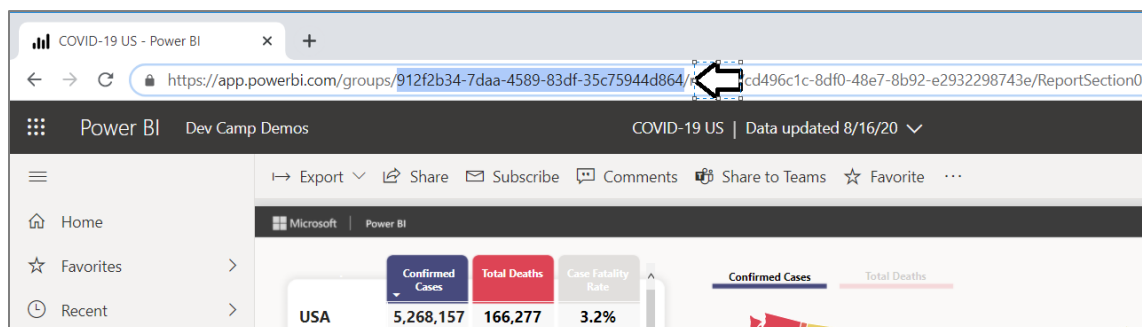 COVID-19 US - Power BI
https://app.powerbi.com/groups/912f2b34-7daa-4589-83df-35c75944d864/ cd496c1c-8df0-48e7-8b92-e2932298743e/ReportSection0
Power BI Dev Camp Demos COVID-19 US | Data updated 8/16/20
Export Share Subscribe Comments Share to Teams Favorite ...
Home
Microsoft | Power BI
Favorites
Confirmed Cases Total Deaths Case Fatality Rate
Confirmed Cases Total Deaths
Recent
USA 5,268,157 166,277 3.2%